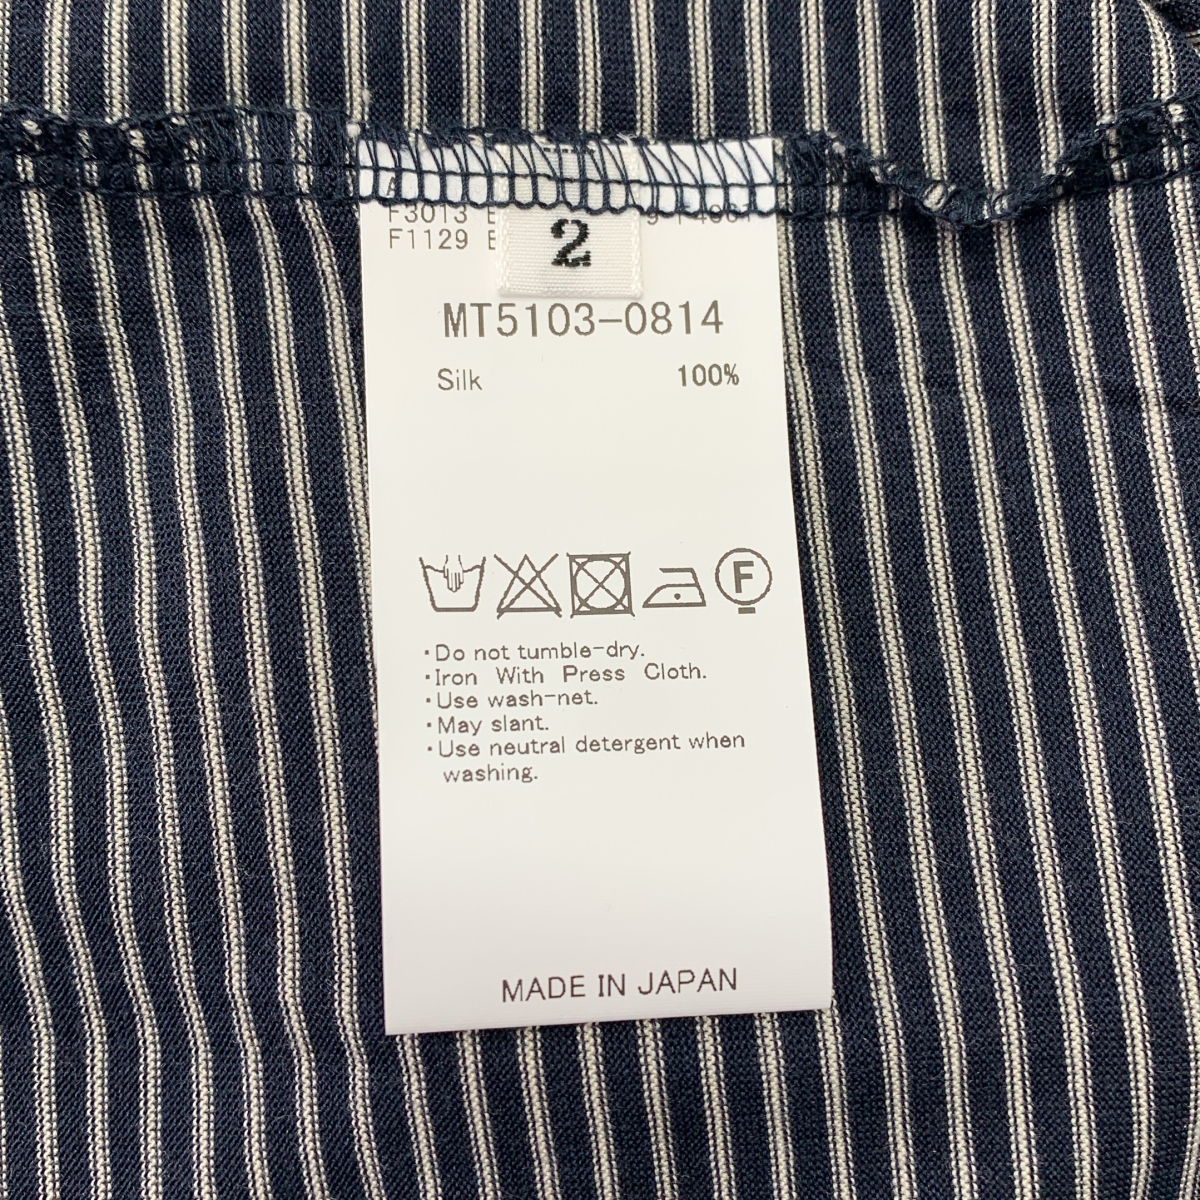 F3013
2
F1129
MT5103-0814
Silk 100%
F
・Do not tumble-dry.
・Iron With Press Cloth.
・Use wash-net.
・May slant.
・Use neutral detergent when
washing.
MADE IN JAPAN